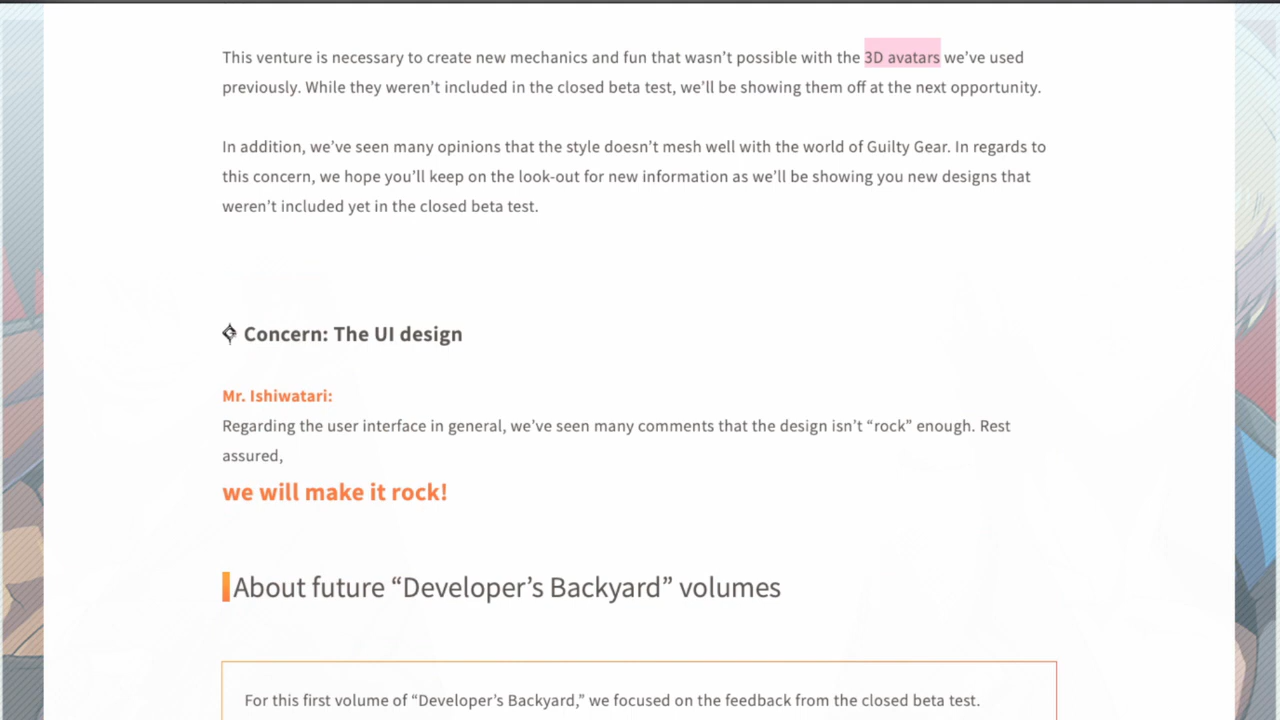 This venture is necessary to create new mechanics and fun that wasn’t possible with the 3D avatars we’ve used
previously. While they weren’t included in the closed beta test, we’ll be showing them off at the next opportunity.
In addition, we’ve seen many opinions that the style doesn’t mesh well with the world of Guilty Gear. In regards to
this concern, we hope you’ll keep on the look-out for new information as we’ll be showing you new designs that
weren’t included yet in the closed beta test.
Concern: The UI design
Mr. Ishiwatari:
Regarding the user interface in general, we’ve seen many comments that the design isn’t “rock” enough. Rest
assured,
we will make it rock!
About future “Developer’s Backyard” volumes
For this first volume of “Developer’s Backyard,” we focused on the feedback from the closed beta test.